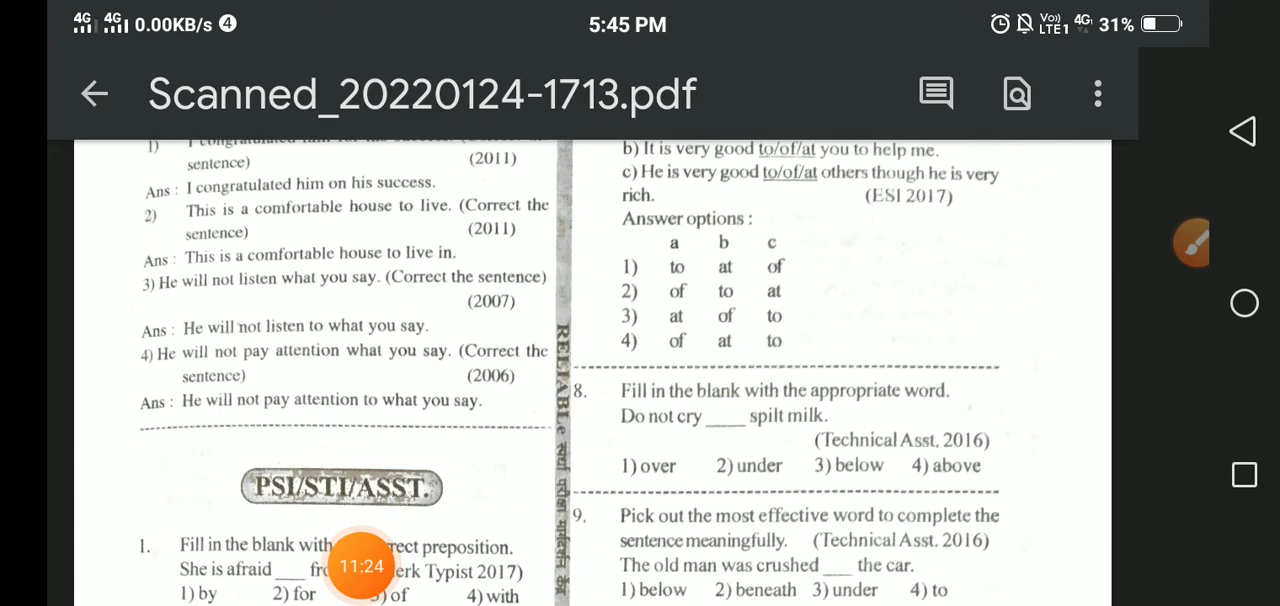 4G 4G 0.00KB/s 4
5:45 PM
Vo) LTE1 4G 31%
Scanned_20220124-1713.pdf
1) I congratulated him
sentence) (2011)
Ans : I congratulated him on his success.
2) This is a comfortable house to live. (Correct the
sentence) (2011)
Ans : This is a comfortable house to live in.
3) He will not listen what you say. (Correct the sentence)
(2007)
Ans : He will not listen to what you say.
4) He will not pay attention what you say. (Correct the
sentence) (2006)
Ans : He will not pay attention to what you say.
PSI/STI/ASST.
1. Fill in the blank with rect preposition.
She is afraid ___ fr erk Typist 2017)
1) by 2) for 3) of 4) with
11:24
RELIABLe
b) It is very good to/of/at you to help me.
c) He is very good to/of/at others though he is very
rich. (ESI 2017)
Answer options :
a b c
1) to at of
2) of to at
3) at of to
4) of at to
8. Fill in the blank with the appropriate word.
Do not cry ____ spilt milk.
(Technical Asst. 2016)
1) over 2) under 3) below 4) above
9. Pick out the most effective word to complete the
sentence meaningfully. (Technical Asst. 2016)
The old man was crushed ___ the car.
1) below 2) beneath 3) under 4) to